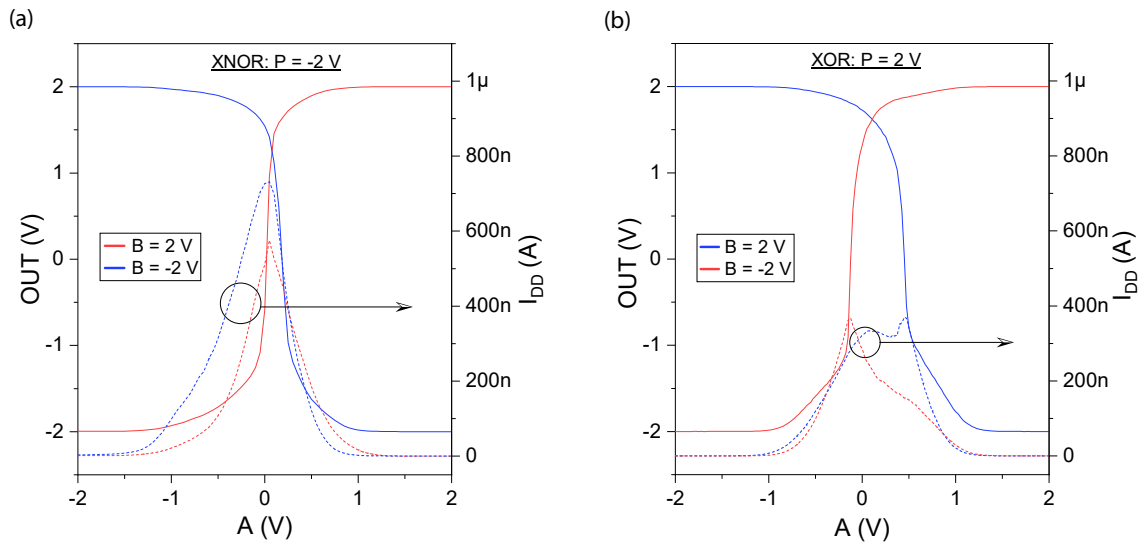 (a)
XNOR: P = -2 V
2
1
0
-1
-2
OUT (V)
B = 2 V
B = -2 V
1µ
800n
600n
400n
200n
0
I_DD (A)
-2
-1
0
1
2
A (V)
(b)
XOR: P = 2 V
2
1
0
-1
-2
OUT (V)
B = 2 V
B = -2 V
1µ
800n
600n
400n
200n
0
I_DD (A)
-2
-1
0
1
2
A (V)